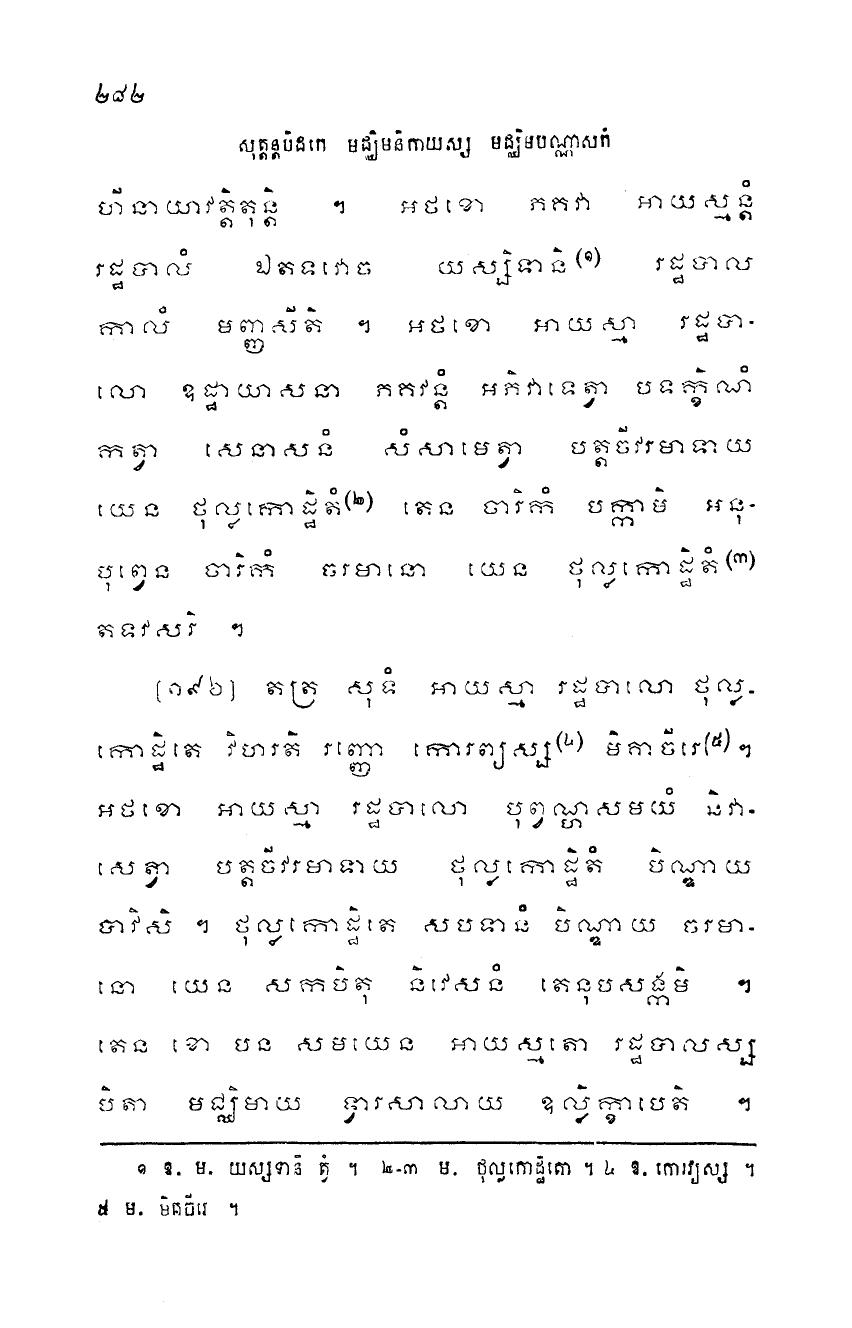 ២៨២
សុត្តន្តបិដកេ មជ្ឈិមនិកាយស្ស មជ្ឈិមបណ្ណាសកំ
ហីនាយាវត្តិតុន្តិ ។ អថខោ ភគវា អាយស្មន្តំ
រដ្ឋបាលំ ឯតទវោច យស្សិទានិ(១) រដ្ឋបាល
កាលំ មញ្ញសីតិ ។ អថខោ អាយស្មា រដ្ឋបា-
លោ ឧដ្ឋាយាសនា ភគវន្តំ អភិវាទេត្វា បទក្ខិណំ
កត្វា សេនាសនំ សំសាមេត្វា បត្តចីវរមាទាយ
យេន ថុល្លកោដ្ឋិតំ(២) តេន ចារិកំ បក្កាមិ អនុ-
បុព្វេន ចារិកំ ចរមានោ យេន ថុល្លកោដ្ឋិតំ(៣)
តទវសរិ ។
[១៩៦] តត្រ សុទំ អាយស្មា រដ្ឋបាលោ ថុល្ល-
កោដ្ឋិតេ វិហរតិ រញ្ញោ កោរព្យស្ស(៤) មិគាចីរេ(៥) ។
អថខោ អាយស្មា រដ្ឋបាលោ បុព្វណ្ហសមយំ និវា-
សេត្វា បត្តចីវរមាទាយ ថុល្លកោដ្ឋិតំ បិណ្ឌាយ
បាវិសិ ។ ថុល្លកោដ្ឋិតេ សបទានំ បិណ្ឌាយ ចរមា-
នោ យេន សកបិតុ និវេសនំ តេនុបសង្កមិ ។
តេន ខោ បន សមយេន អាយស្មតោ រដ្ឋបាលស្ស
បិតា មជ្ឈិមាយ ទ្វារសាលាយ ឧល្លិក្ខាបេតិ ។
១ ឱ. ម. យស្សទានិ ត្វំ ។ ២-៣ ម. ថុល្លកោដ្ឋិតោ ។ ៤ ឱ. កោរវ្យស្ស ។
៥ ម. មិគចីរេ ។